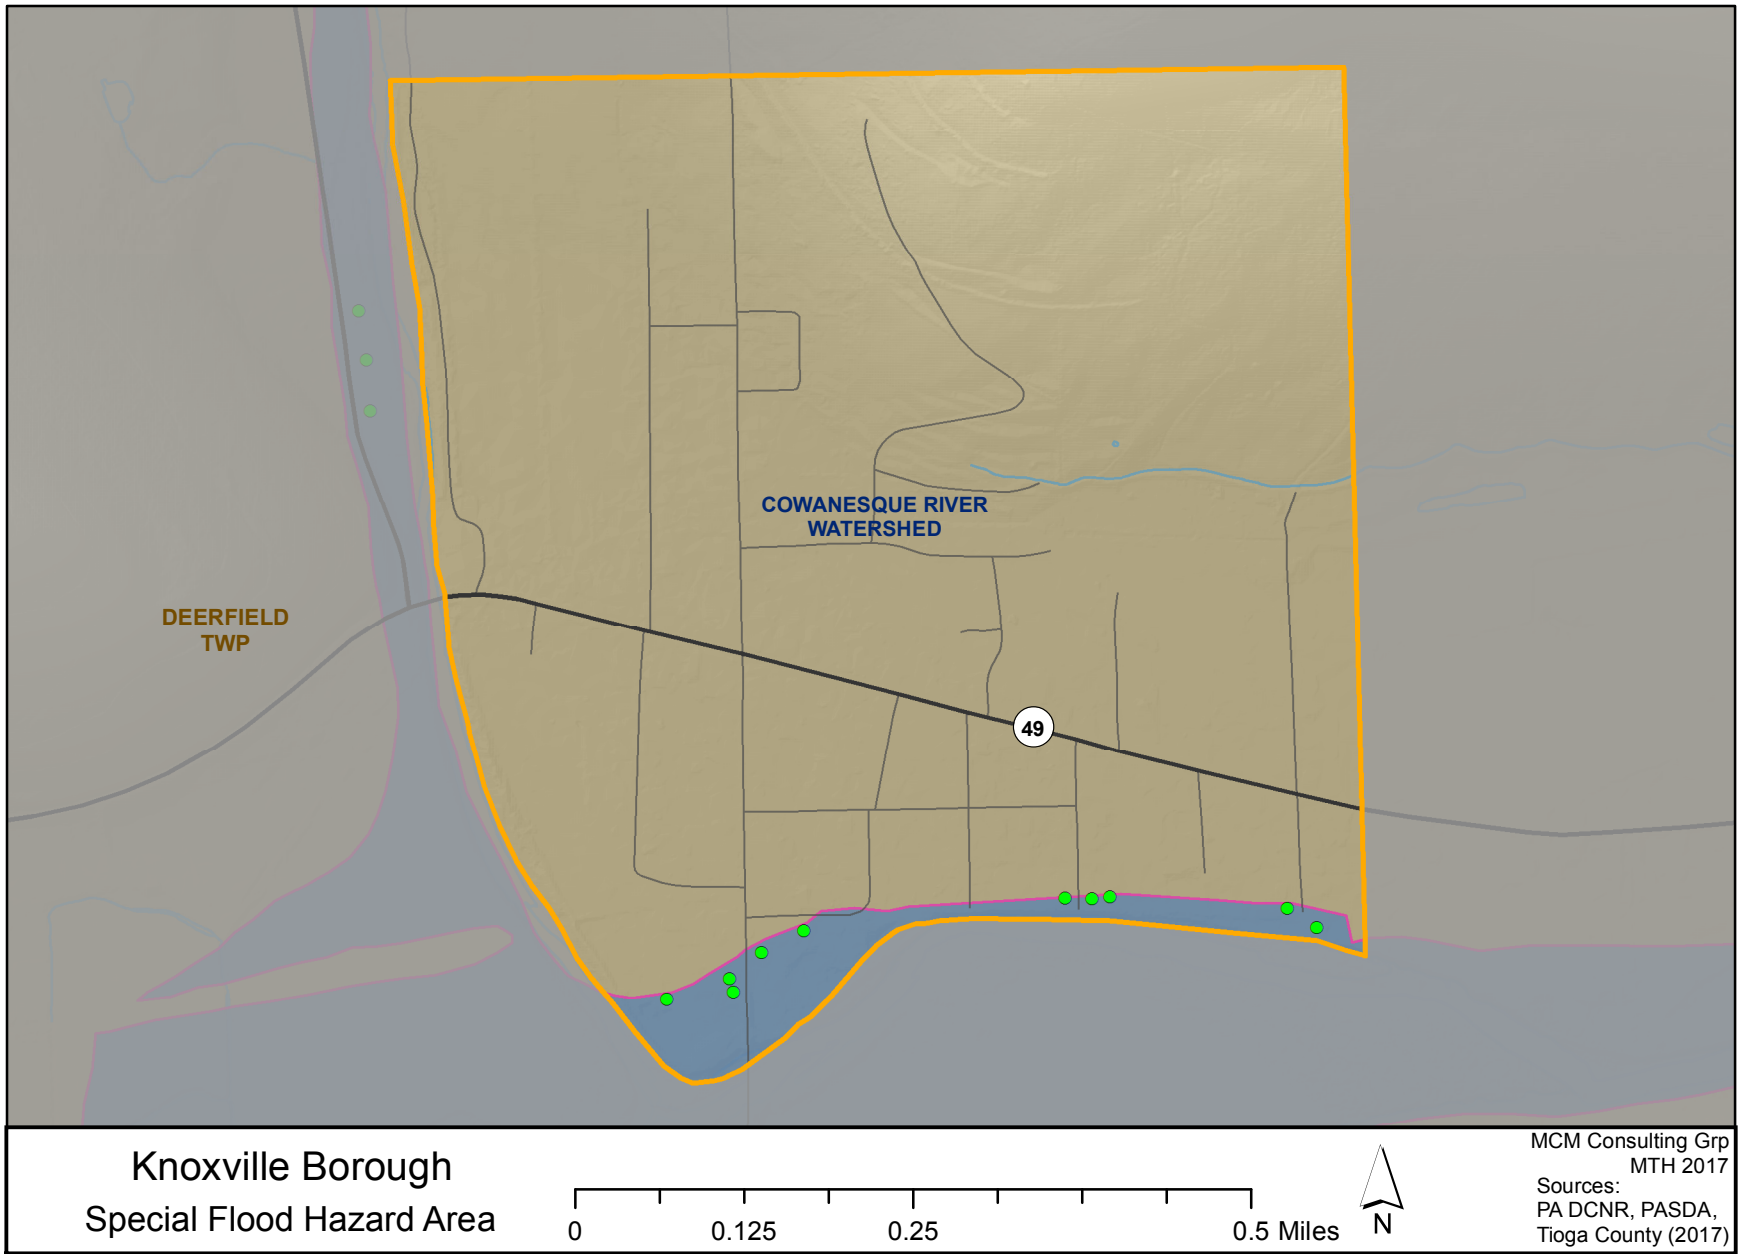 COWANESQUE RIVER
WATERSHED
DEERFIELD
TWP
49
Knoxville Borough
Special Flood Hazard Area
0 0.125 0.25 0.5 Miles
N
MCM Consulting Grp
MTH 2017
Sources:
PA DCNR, PASDA,
Tioga County (2017)